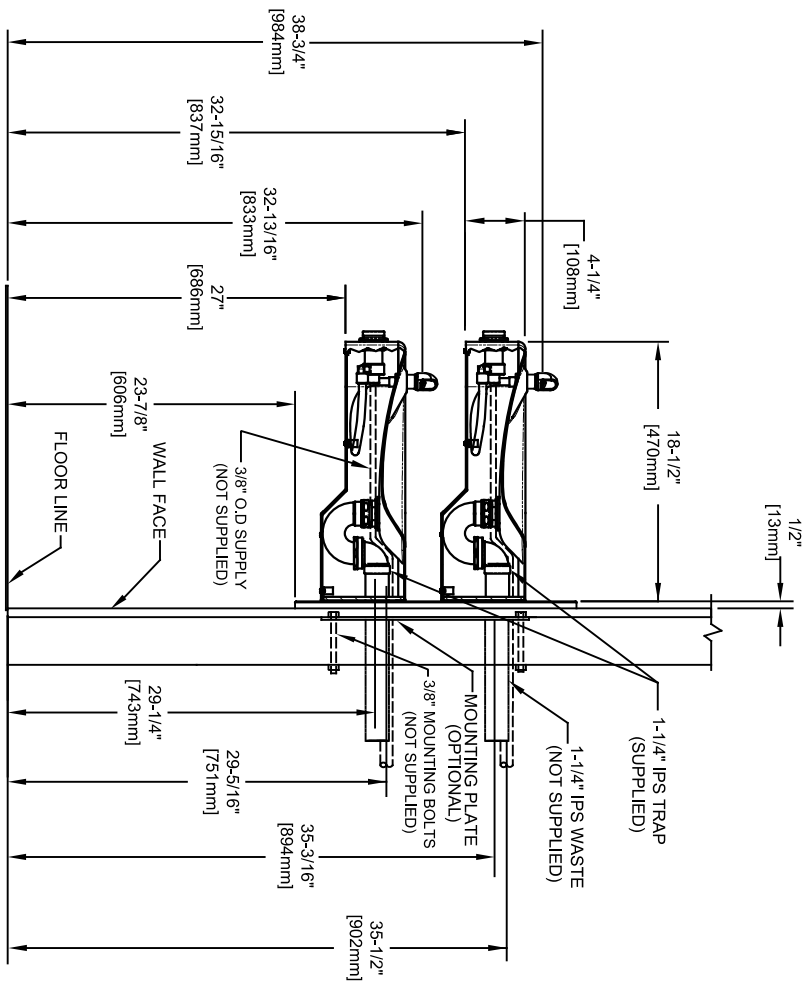 38-3/4"
[984mm]
32-15/16"
[837mm]
32-13/16"
[833mm]
27"
[686mm]
23-7/8"
[606mm]
4-1/4"
[108mm]
18-1/2"
[470mm]
1/2"
[13mm]
WALL FACE
FLOOR LINE
3/8" O.D SUPPLY
(NOT SUPPLIED)
1-1/4" IPS TRAP
(SUPPLIED)
1-1/4" IPS WASTE
(NOT SUPPLIED)
MOUNTING PLATE
(OPTIONAL)
3/8" MOUNTING BOLTS
(NOT SUPPLIED)
29-1/4"
[743mm]
29-5/16"
[751mm]
35-3/16"
[894mm]
35-1/2"
[902mm]